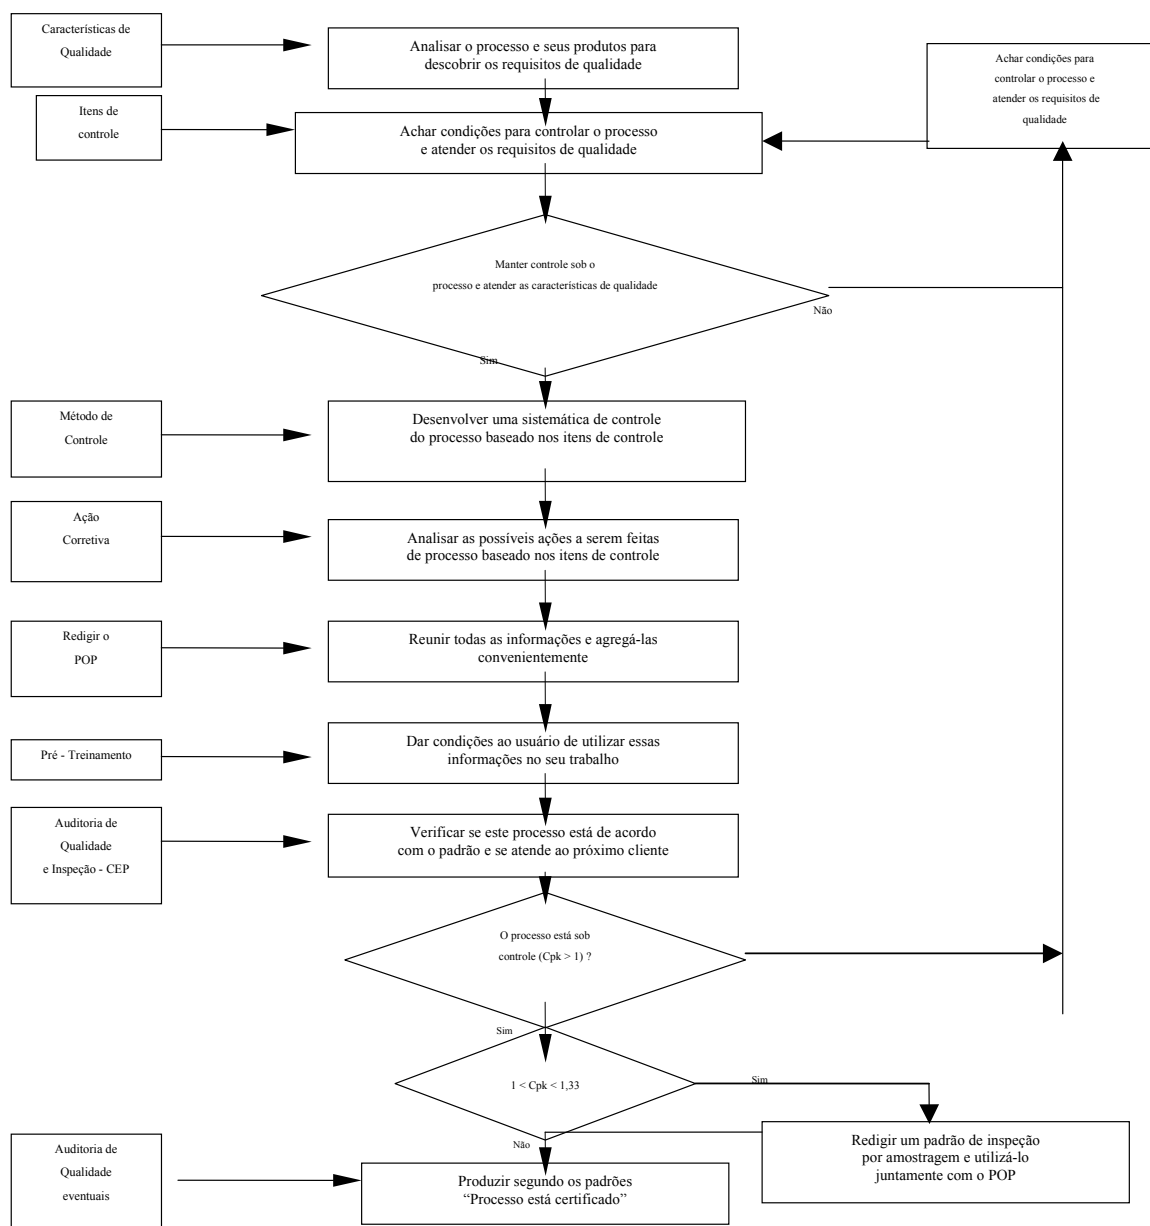 Características de
Qualidade
Analisar o processo e seus produtos para
descobrir os requisitos de qualidade
Achar condições para
controlar o processo e
atender os requisitos de
qualidade
Itens de
controle
Achar condições para controlar o processo
e atender os requisitos de qualidade
Manter controle sob o
processo e atender as características de qualidade
Não
Sim
Método de
Controle
Desenvolver uma sistemática de controle
do processo baseado nos itens de controle
Ação
Corretiva
Analisar as possíveis ações a serem feitas
de processo baseado nos itens de controle
Redigir o
POP
Reunir todas as informações e agregá-las
convenientemente
Pré - Treinamento
Dar condições ao usuário de utilizar essas
informações no seu trabalho
Auditoria de
Qualidade
e Inspeção - CEP
Verificar se este processo está de acordo
com o padrão e se atende ao próximo cliente
O processo está sob
controle (Cpk > 1) ?
Sim
1 < Cpk < 1,33
Sim
Não
Redigir um padrão de inspeção
por amostragem e utilizá-lo
juntamente com o POP
Auditoria de
Qualidade
eventuais
Produzir segundo os padrões
“Processo está certificado”